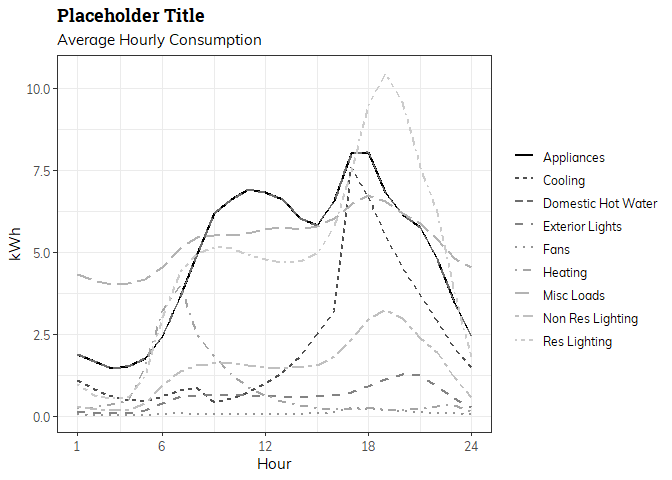 Placeholder Title
Average Hourly Consumption
10.0
7.5
5.0
2.5
0.0
kWh
1 6 12 18 24
Hour
Appliances
Cooling
Domestic Hot Water
Exterior Lights
Fans
Heating
Misc Loads
Non Res Lighting
Res Lighting